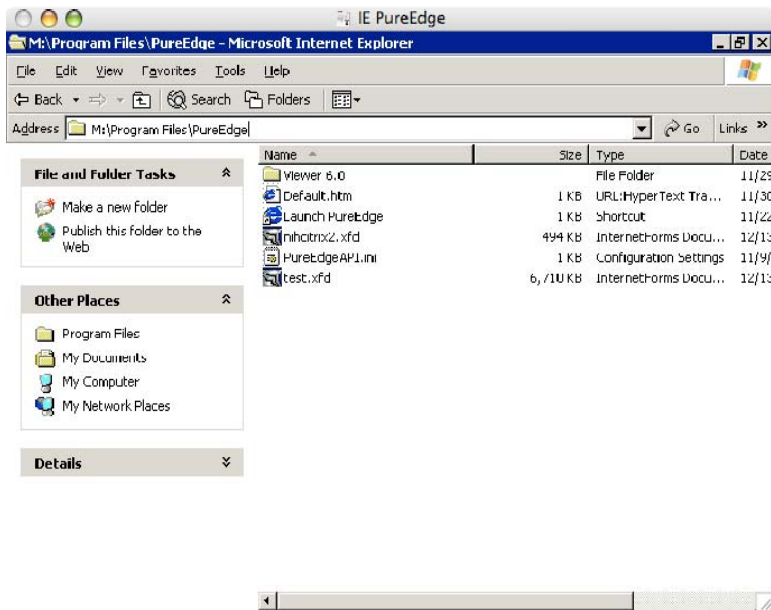 IE PureEdge
M:\Program Files\PureEdge - Microsoft Internet Explorer
File Edit View Favorites Tools Help
Back Search Folders
Address M:\Program Files\PureEdge Go Links »
Name Size Type Date
Viewer 6.0 File Folder 11/29
Default.htm 1 KB URL:HyperText Tra... 11/30
Launch PureEdge 1 KB Shortcut 11/22
nihcitrix2.xfd 494 KB InternetForms Docu... 12/13
PureEdgeAPI.ini 1 KB Configuration Settings 11/9/
test.xfd 6,710 KB InternetForms Docu... 12/13
File and Folder Tasks
Make a new folder
Publish this folder to the
Web
Other Places
Program Files
My Documents
My Computer
My Network Places
Details